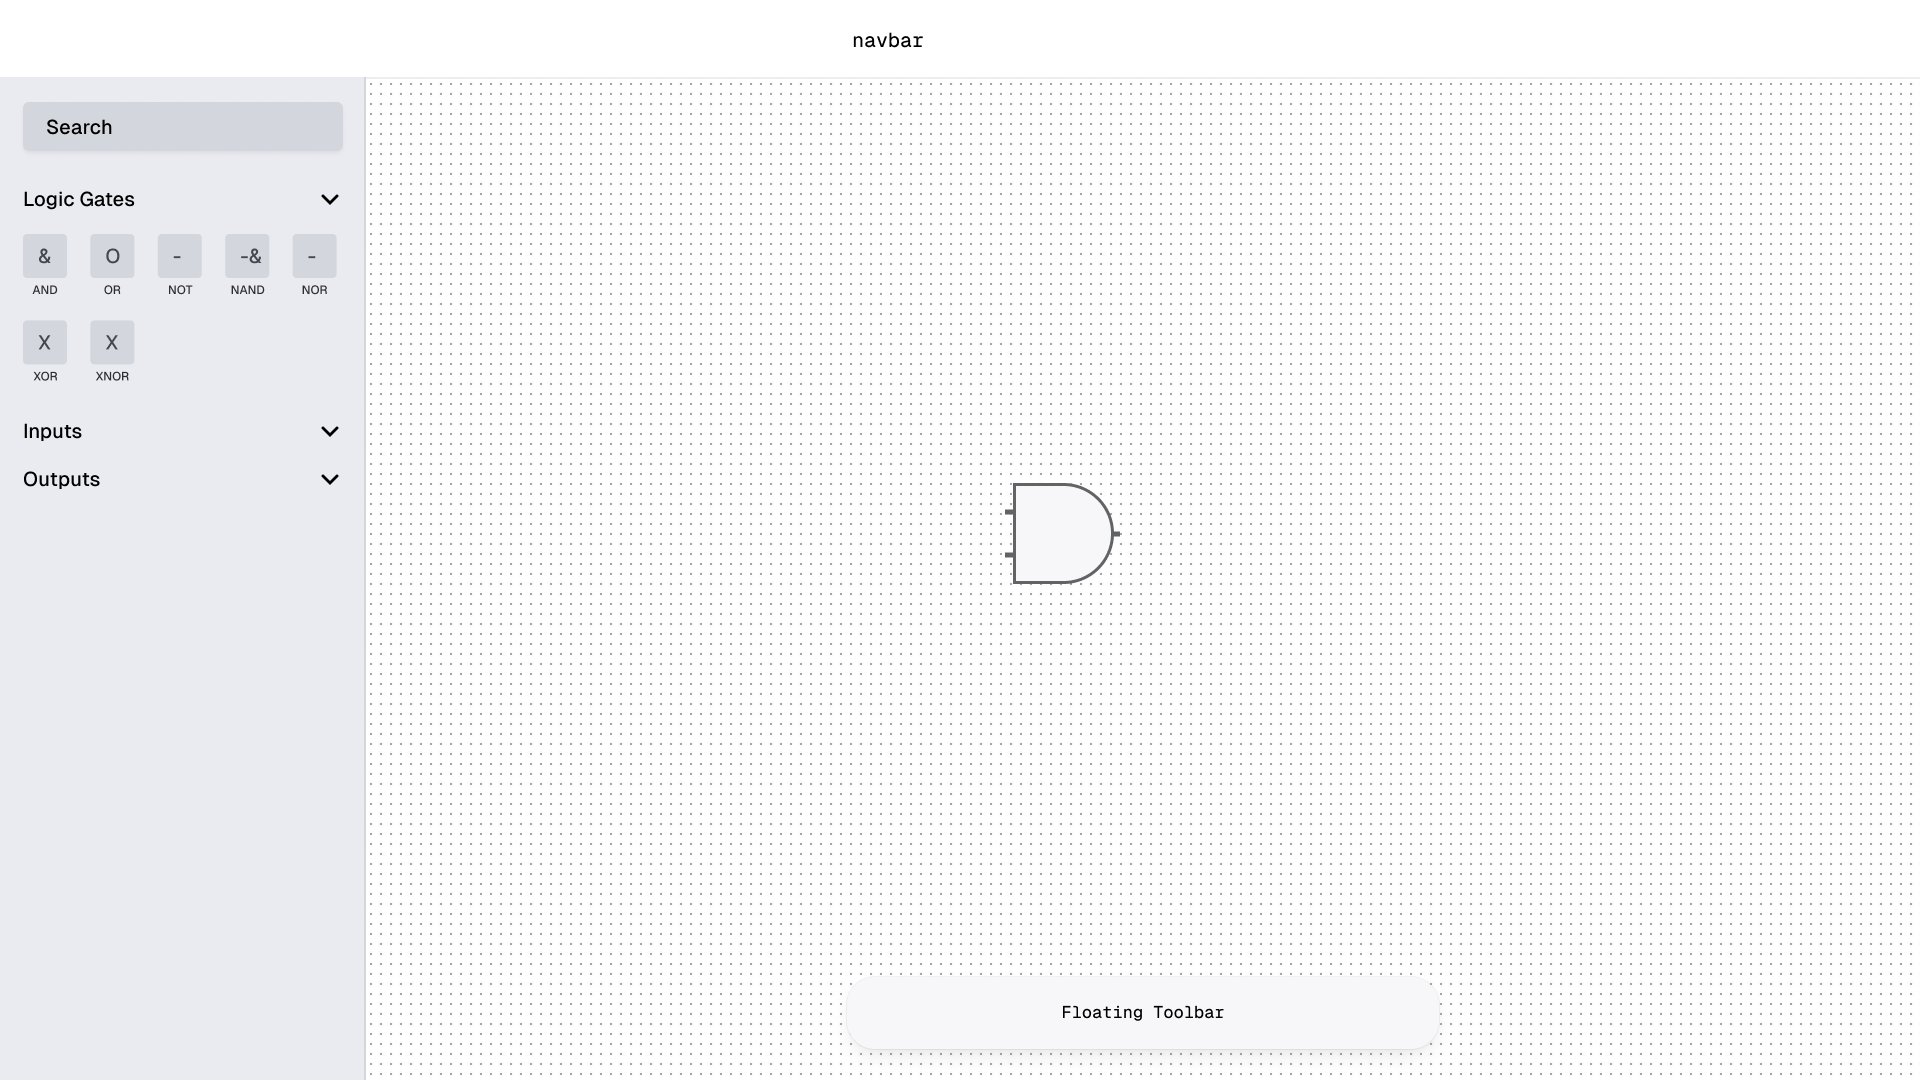 navbar
Search
Logic Gates
& O - -& -
AND OR NOT NAND NOR
X X
XOR XNOR
Inputs
Outputs
Floating Toolbar